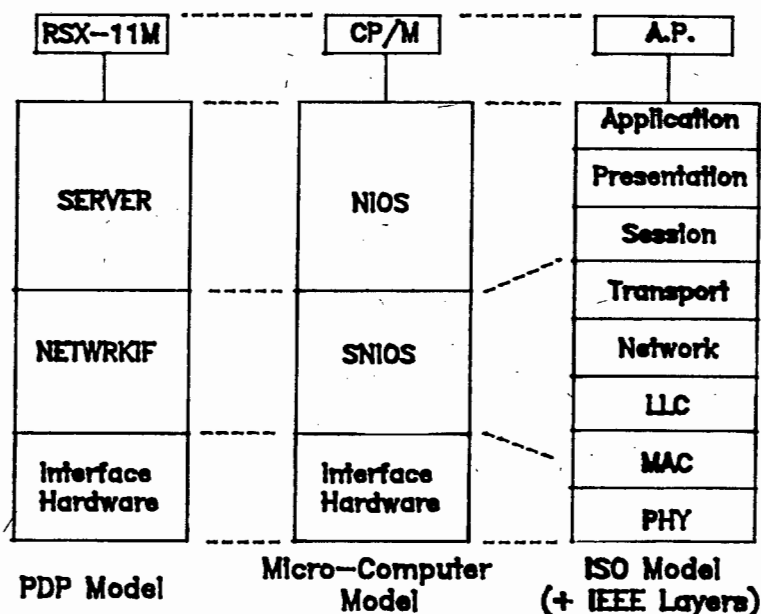 RSX-11M
CP/M
A.P.
SERVER
NETWRKIF
Interface
Hardware
PDP Model
NIOS
SNIOS
Interface
Hardware
Micro-Computer
Model
Application
Presentation
Session
Transport
Network
LLC
MAC
PHY
ISO Model
(+ IEEE Layers)